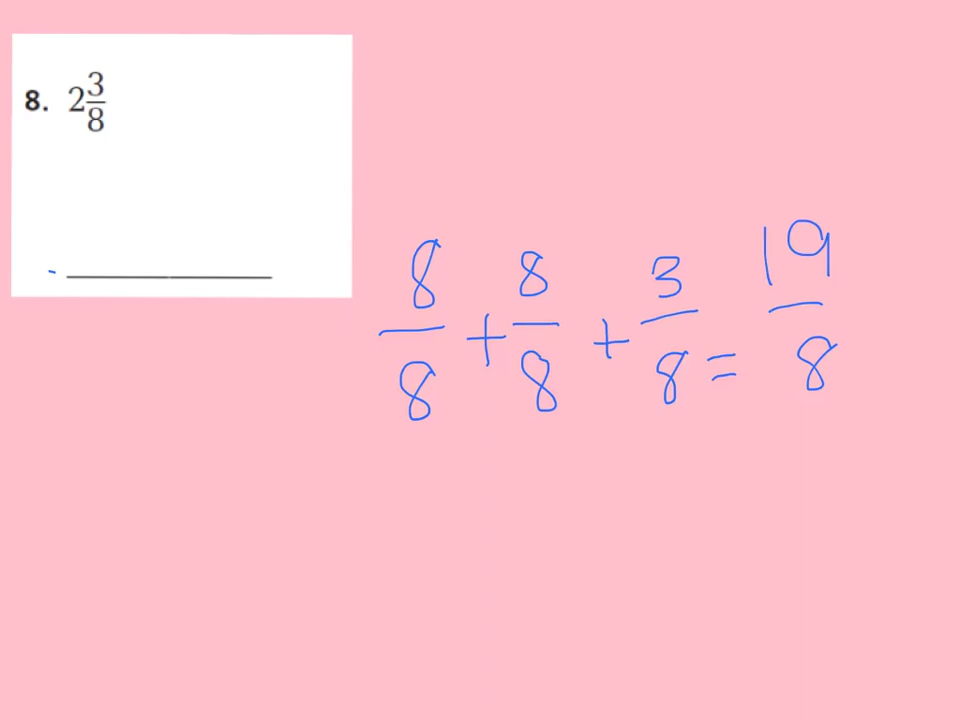 8. 2 3/8
8/8 + 8/8 + 3/8 = 19/8